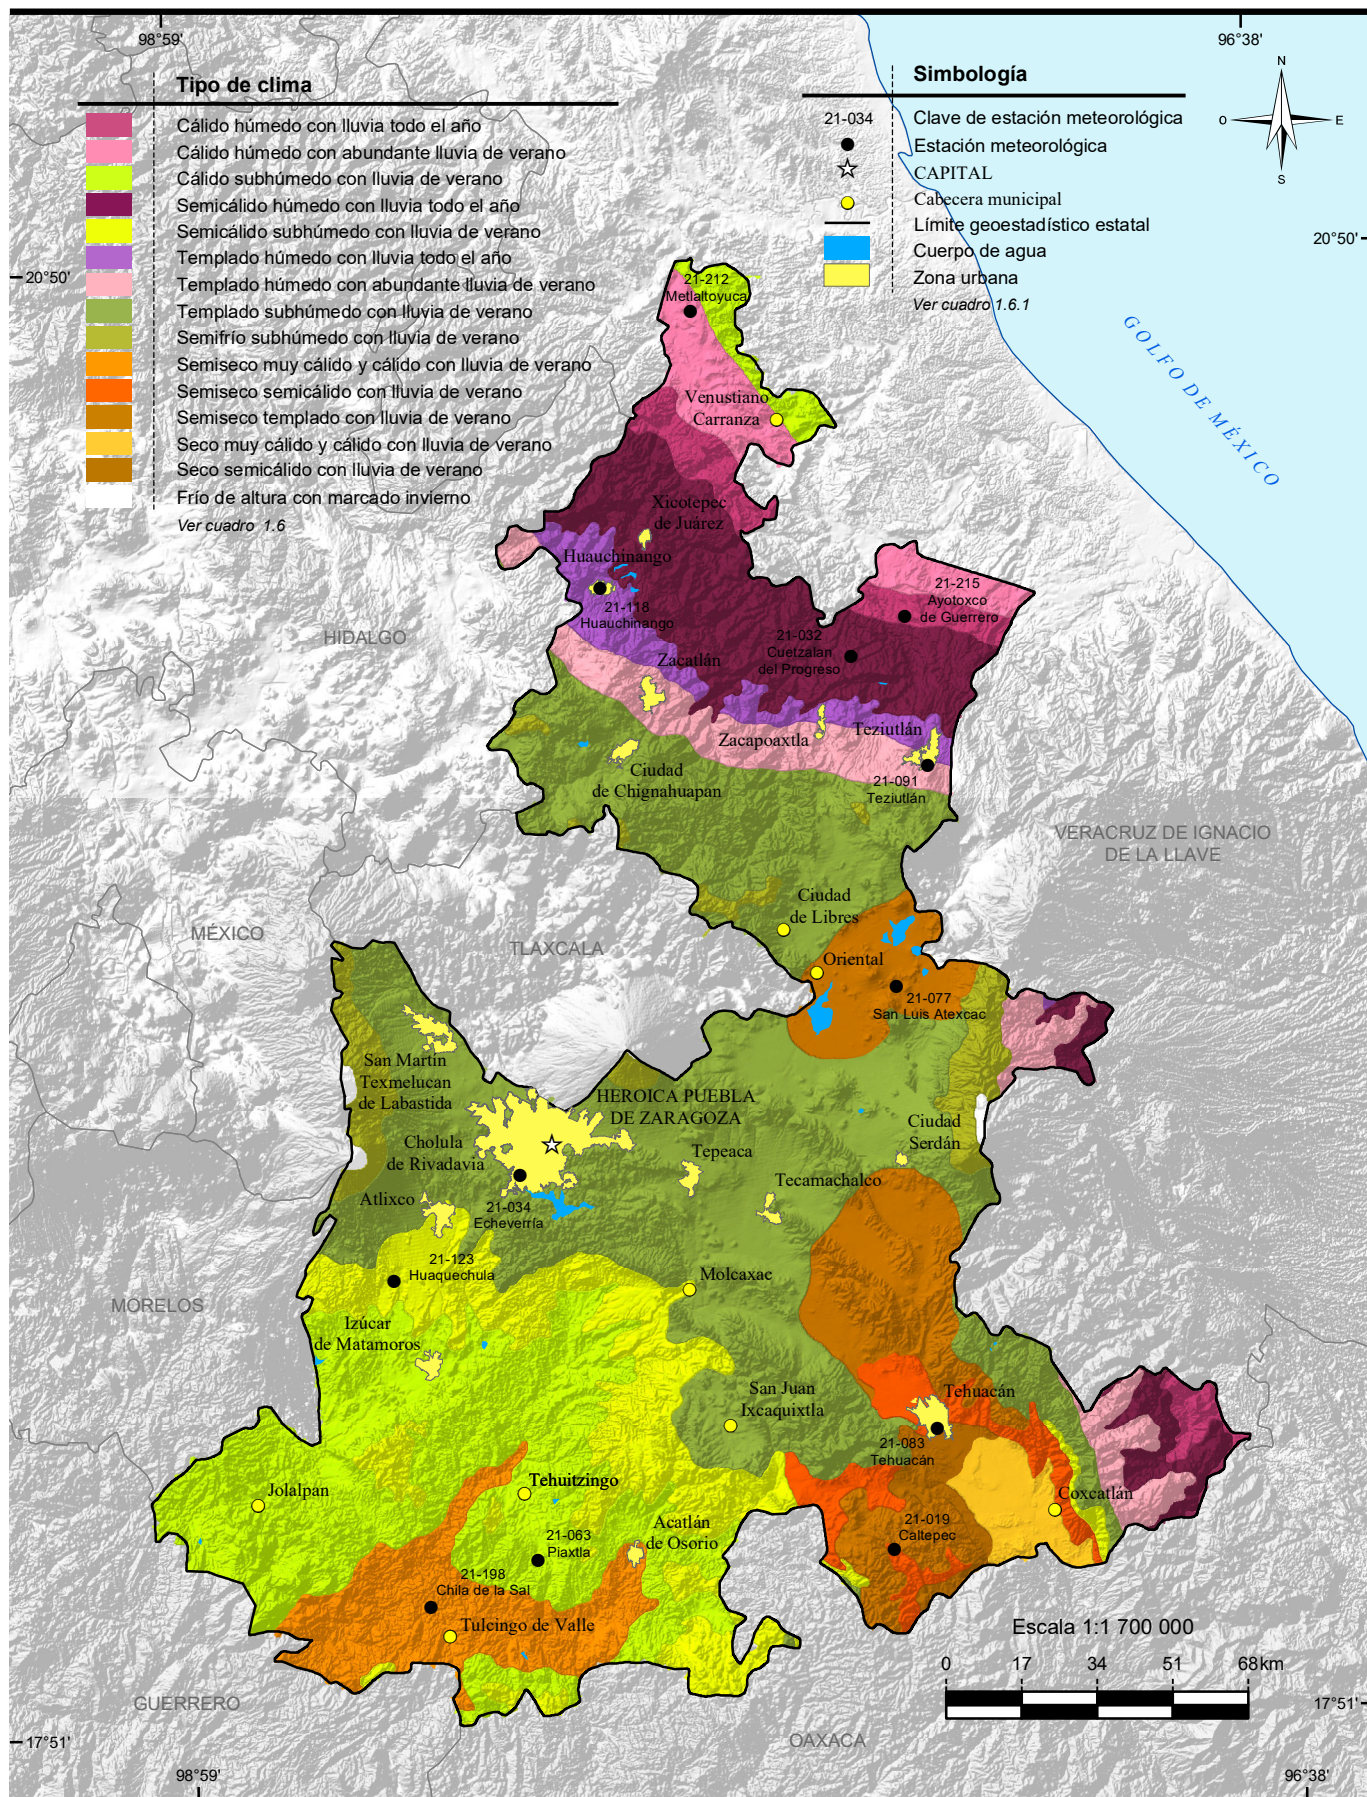 98°59'
96°38'
Tipo de clima
Cálido húmedo con lluvia todo el año
Cálido húmedo con abundante lluvia de verano
Cálido subhúmedo con lluvia de verano
Semicálido húmedo con lluvia todo el año
Semicálido subhúmedo con lluvia de verano
Templado húmedo con lluvia todo el año
Templado húmedo con abundante lluvia de verano
Templado subhúmedo con lluvia de verano
Semifrío subhúmedo con lluvia de verano
Semiseco muy cálido y cálido con lluvia de verano
Semiseco semicálido con lluvia de verano
Semiseco templado con lluvia de verano
Seco muy cálido y cálido con lluvia de verano
Seco semicálido con lluvia de verano
Frío de altura con marcado invierno
Ver cuadro 1.6
Simbología
21-034 Clave de estación meteorológica
Estación meteorológica
CAPITAL
Cabecera municipal
Límite geoestadístico estatal
Cuerpo de agua
Zona urbana
Ver cuadro 1.6.1
N
O
E
S
20°50'
20°50'
GOLFO DE MÉXICO
21-212
Metlaltoyuca
Venustiano
Carranza
Xicotepec
de Juárez
Huauchinango
21-118
Huauchinango
21-215
Ayotoxco
de Guerrero
21-032
Cuetzalan
del Progreso
HIDALGO
Zacatlán
Zacapoaxtla
Teziutlán
21-091
Teziutlán
Ciudad
de Chignahuapan
VERACRUZ DE IGNACIO
DE LA LLAVE
Ciudad
de Libres
MÉXICO
TLAXCALA
Oriental
21-077
San Luis Atexcac
San Martín
Texmelucan
de Labastida
HEROICA PUEBLA
DE ZARAGOZA
Ciudad
Serdán
Cholula
de Rivadavia
Tepeaca
Tecamachalco
Atlixco
21-034
Echeverría
21-123
Huaquechula
Molcaxac
MORELOS
Izúcar
de Matamoros
San Juan
Ixcaquixtla
Tehuacán
21-083
Tehuacán
Jolalpan
Tehuitzingo
Coxcatlán
21-019
Caltepec
Acatlán
de Osorio
21-063
Piaxtla
21-198
Chila de la Sal
Tulcingo de Valle
Escala 1:1 700 000
0 17 34 51 68 km
GUERRERO
OAXACA
17°51'
17°51'
98°59'
96°38'